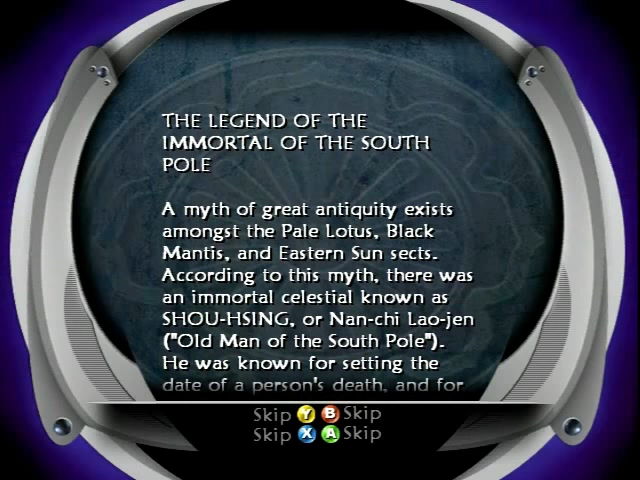 THE LEGEND OF THE
IMMORTAL OF THE SOUTH
POLE
A myth of great antiquity exists
amongst the Pale Lotus, Black
Mantis, and Eastern Sun sects.
According to this myth, there was
an immortal celestial known as
SHOU-HSING, or Nan-chi Lao-jen
("Old Man of the South Pole").
He was known for setting the
date of a person's death, and for
Skip Y B Skip
Skip X A Skip